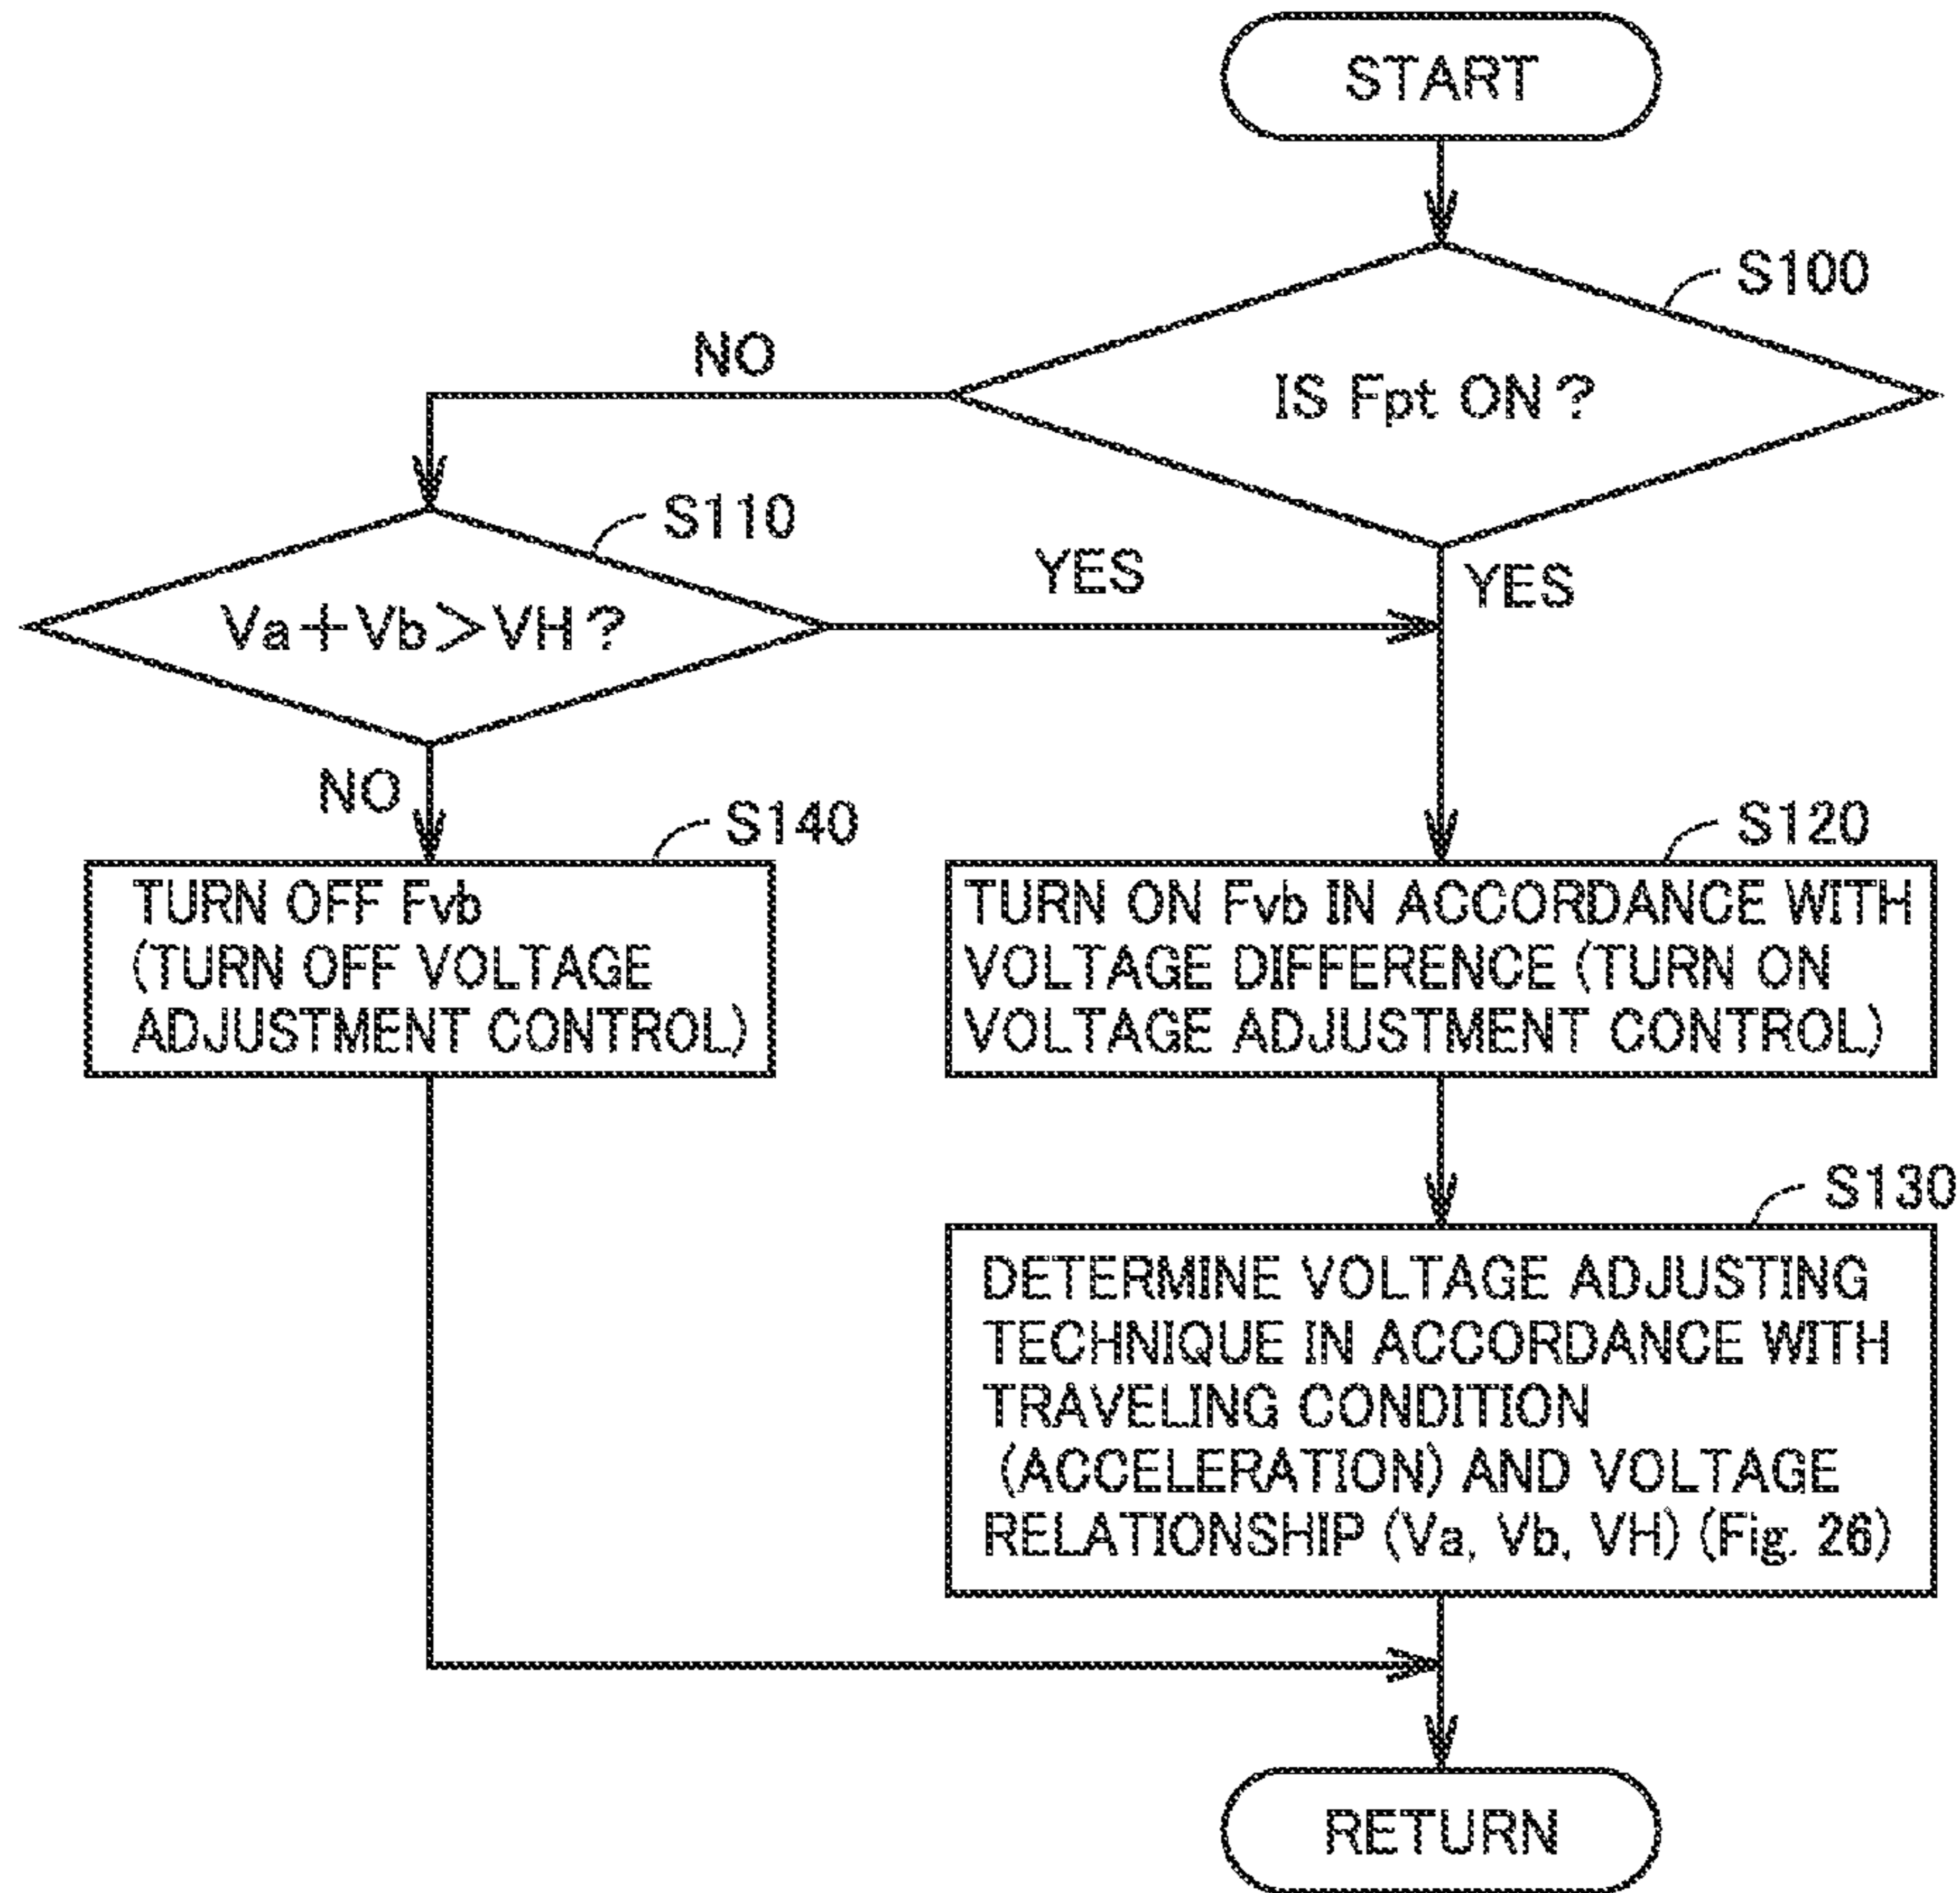 START
S100
IS Fpt ON?
NO
YES
S110
Va+Vb>VH?
YES
NO
S140
TURN OFF Fvb
(TURN OFF VOLTAGE
ADJUSTMENT CONTROL)
S120
TURN ON Fvb IN ACCORDANCE WITH
VOLTAGE DIFFERENCE (TURN ON
VOLTAGE ADJUSTMENT CONTROL)
S130
DETERMINE VOLTAGE ADJUSTING
TECHNIQUE IN ACCORDANCE WITH
TRAVELING CONDITION
(ACCELERATION) AND VOLTAGE
RELATIONSHIP (Va, Vb, VH) (Fig. 26)
RETURN